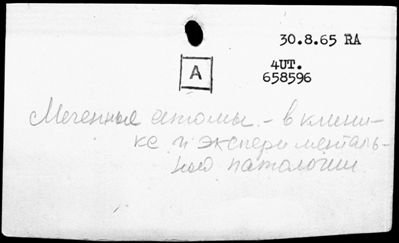 30.8.65 RA
A
4UT.
658596
Меченные атомы – в клини-
ке и экспери менталь-
ной патологии